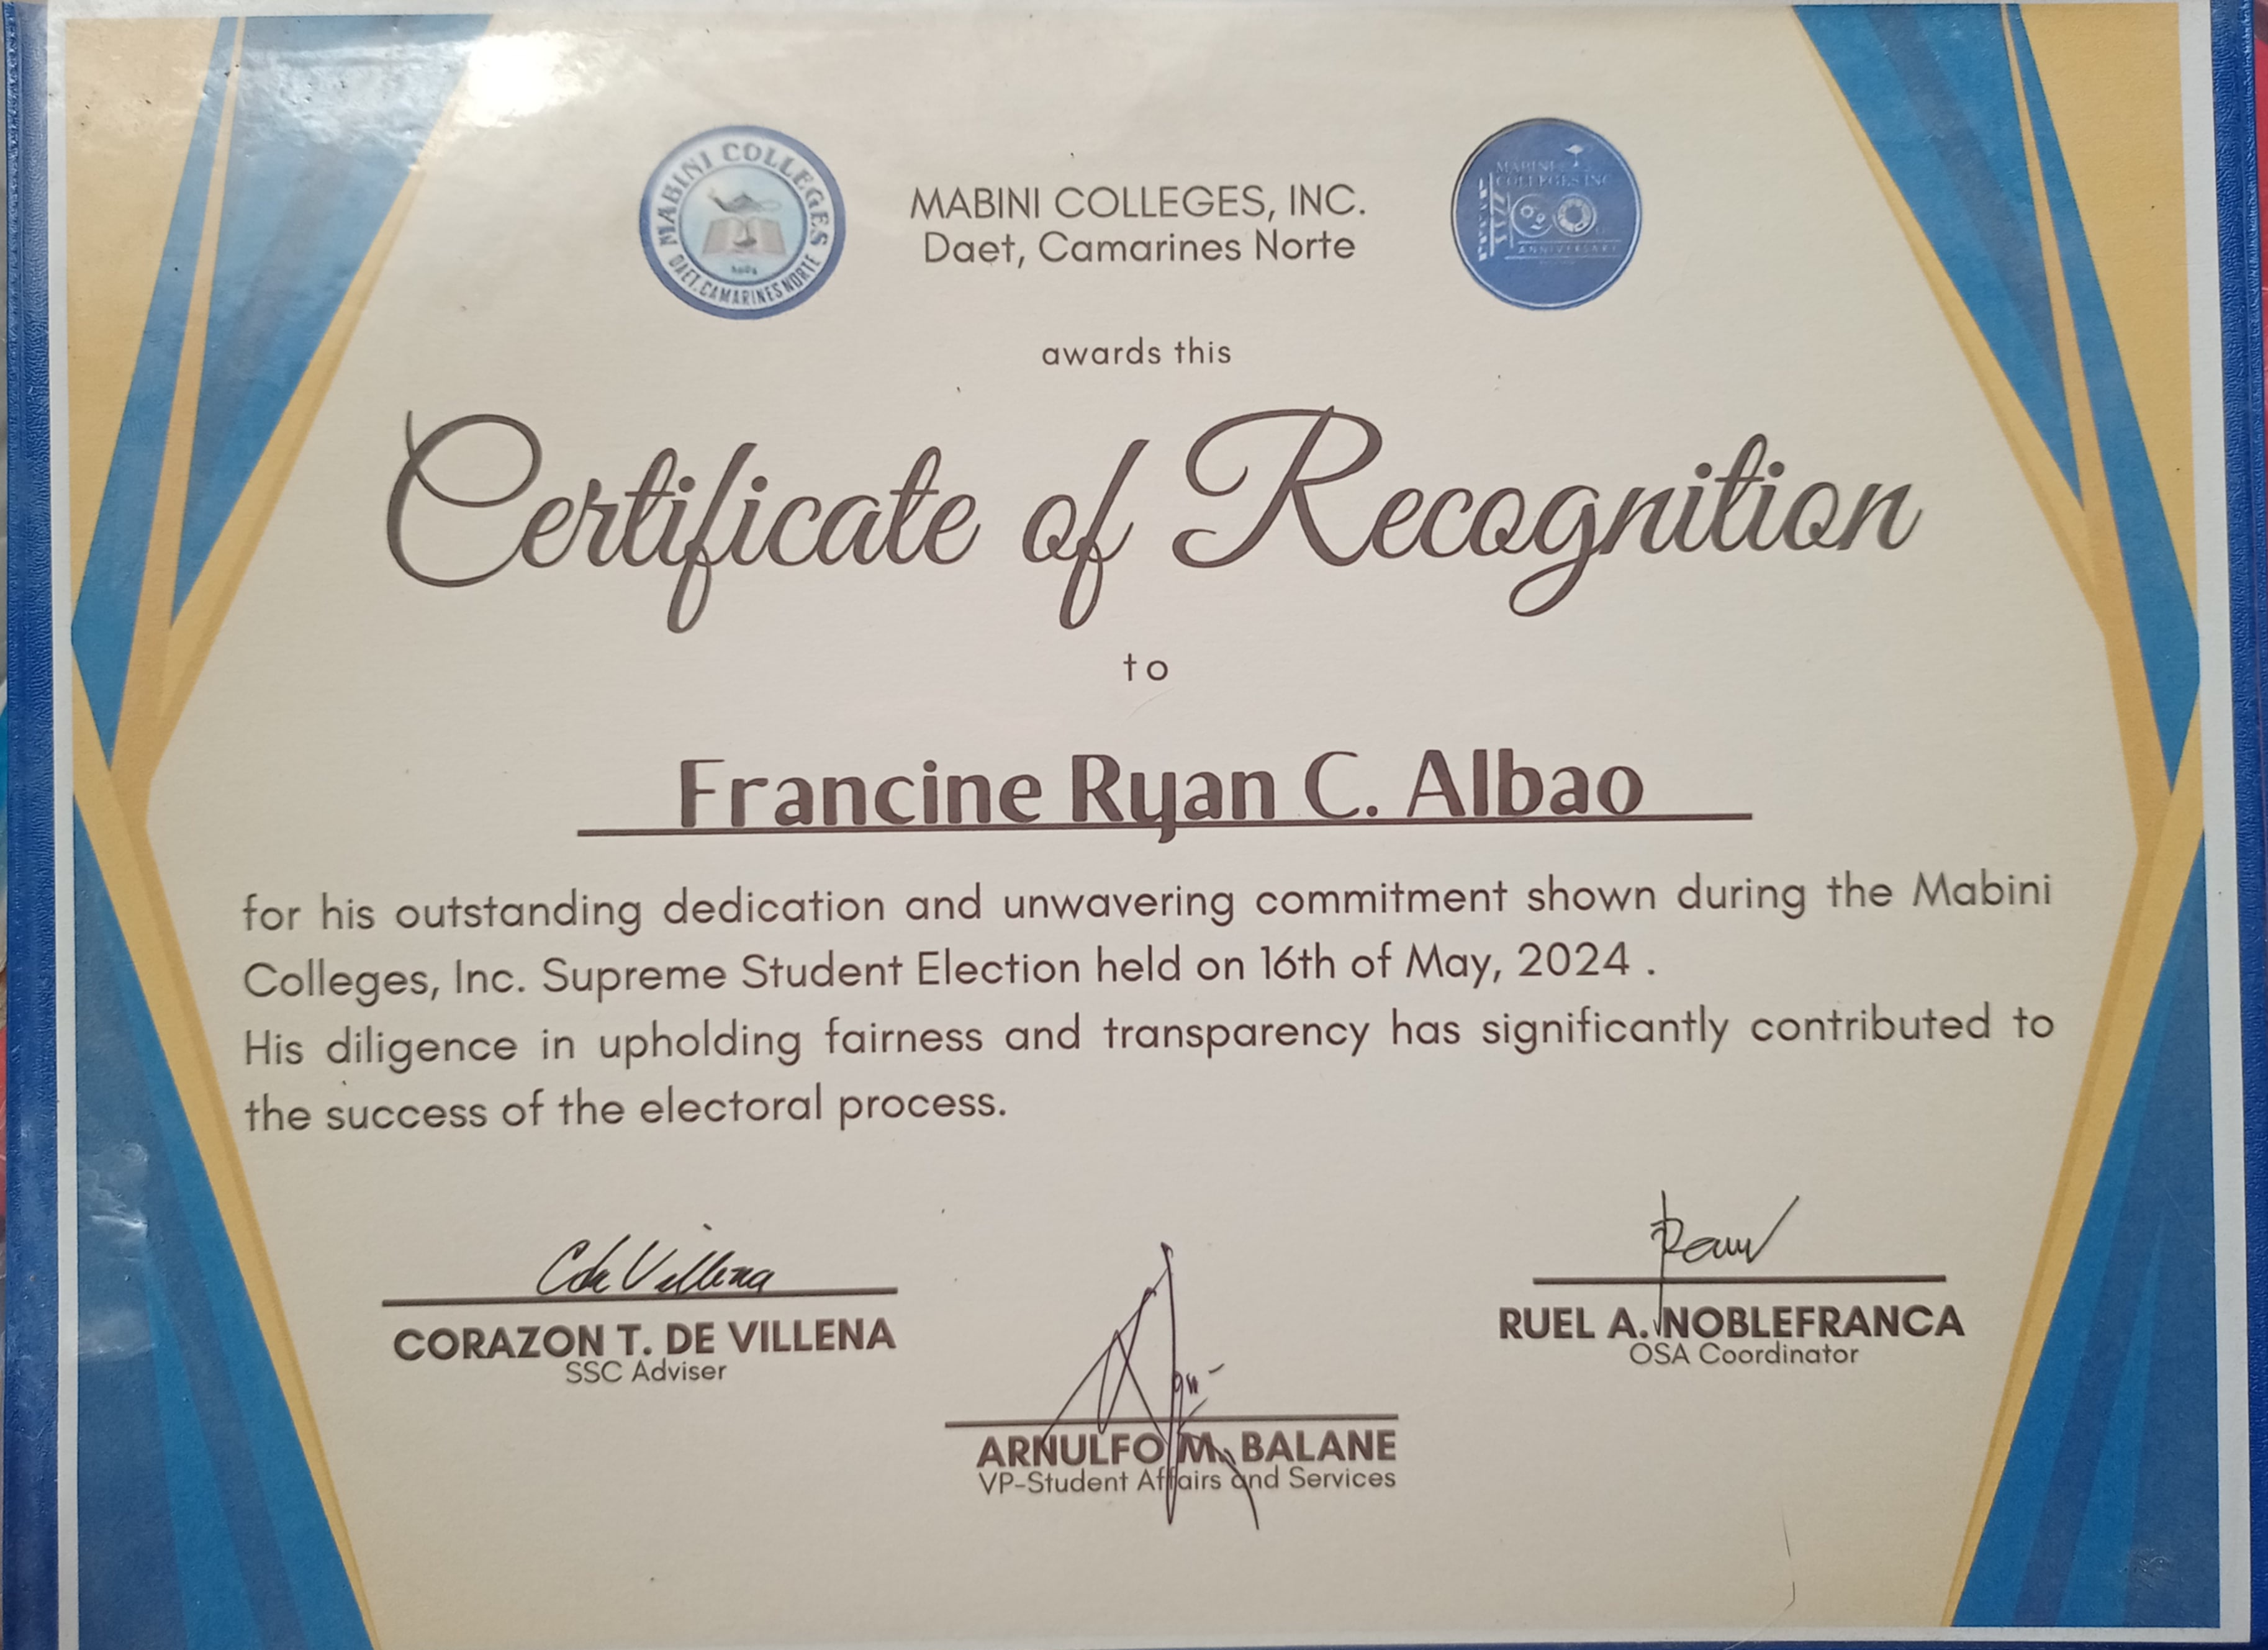 MABINI COLLEGES
DAET, CAMARINES NORTE
MABINI COLLEGES, INC.
Daet, Camarines Norte
MABINI
COLLEGES INC
ANNIVERSARY
awards this
Certificate of Recognition
to
Francine Ryan C. Albao
for his outstanding dedication and unwavering commitment shown during the Mabini
Colleges, Inc. Supreme Student Election held on 16th of May, 2024 .
His diligence in upholding fairness and transparency has significantly contributed to
the success of the electoral process.
CdeVillena
CORAZON T. DE VILLENA
SSC Adviser
RUEL A. NOBLEFRANCA
OSA Coordinator
ARNULFO M. BALANE
VP-Student Affairs and Services